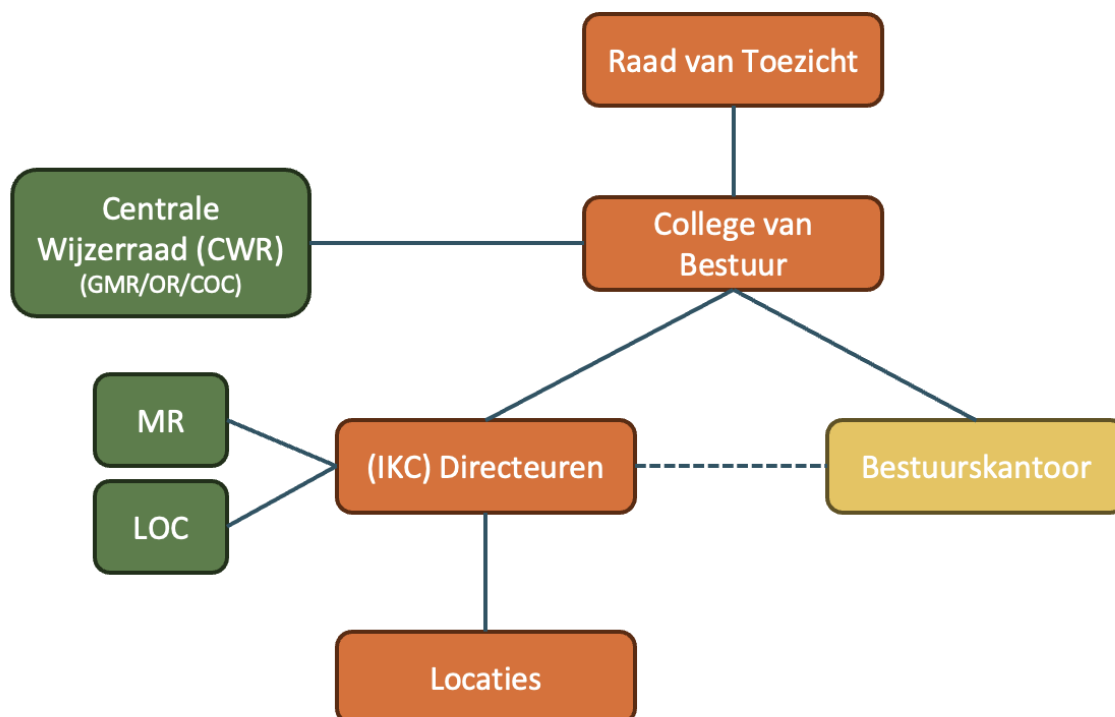 Raad van Toezicht
Centrale
Wijzerraad (CWR)
(GMR/OR/COC)
College van
Bestuur
MR
(IKC) Directeuren
Bestuurskantoor
LOC
Locaties